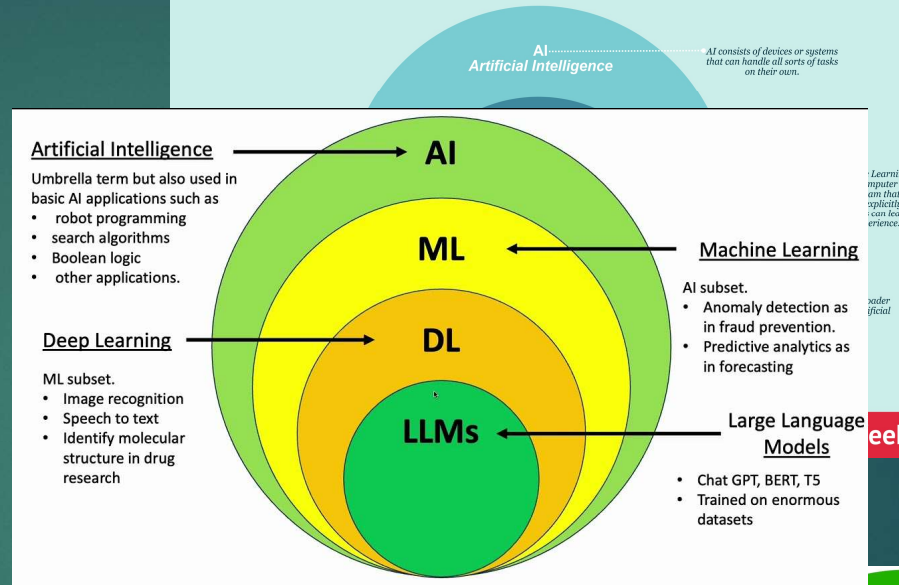 AI
Artificial Intelligence
AI consists of devices or systems
that can handle all sorts of tasks
on their own.
Artificial Intelligence
Umbrella term but also used in
basic AI applications such as
• robot programming
• search algorithms
• Boolean logic
• other applications.
AI
ML
Machine Learning
AI subset.
• Anomaly detection as
in fraud prevention.
• Predictive analytics as
in forecasting
Deep Learning
ML subset.
• Image recognition
• Speech to text
• Identify molecular
structure in drug
research
DL
LLMs
Large Language
Models
• Chat GPT, BERT, T5
• Trained on enormous
datasets